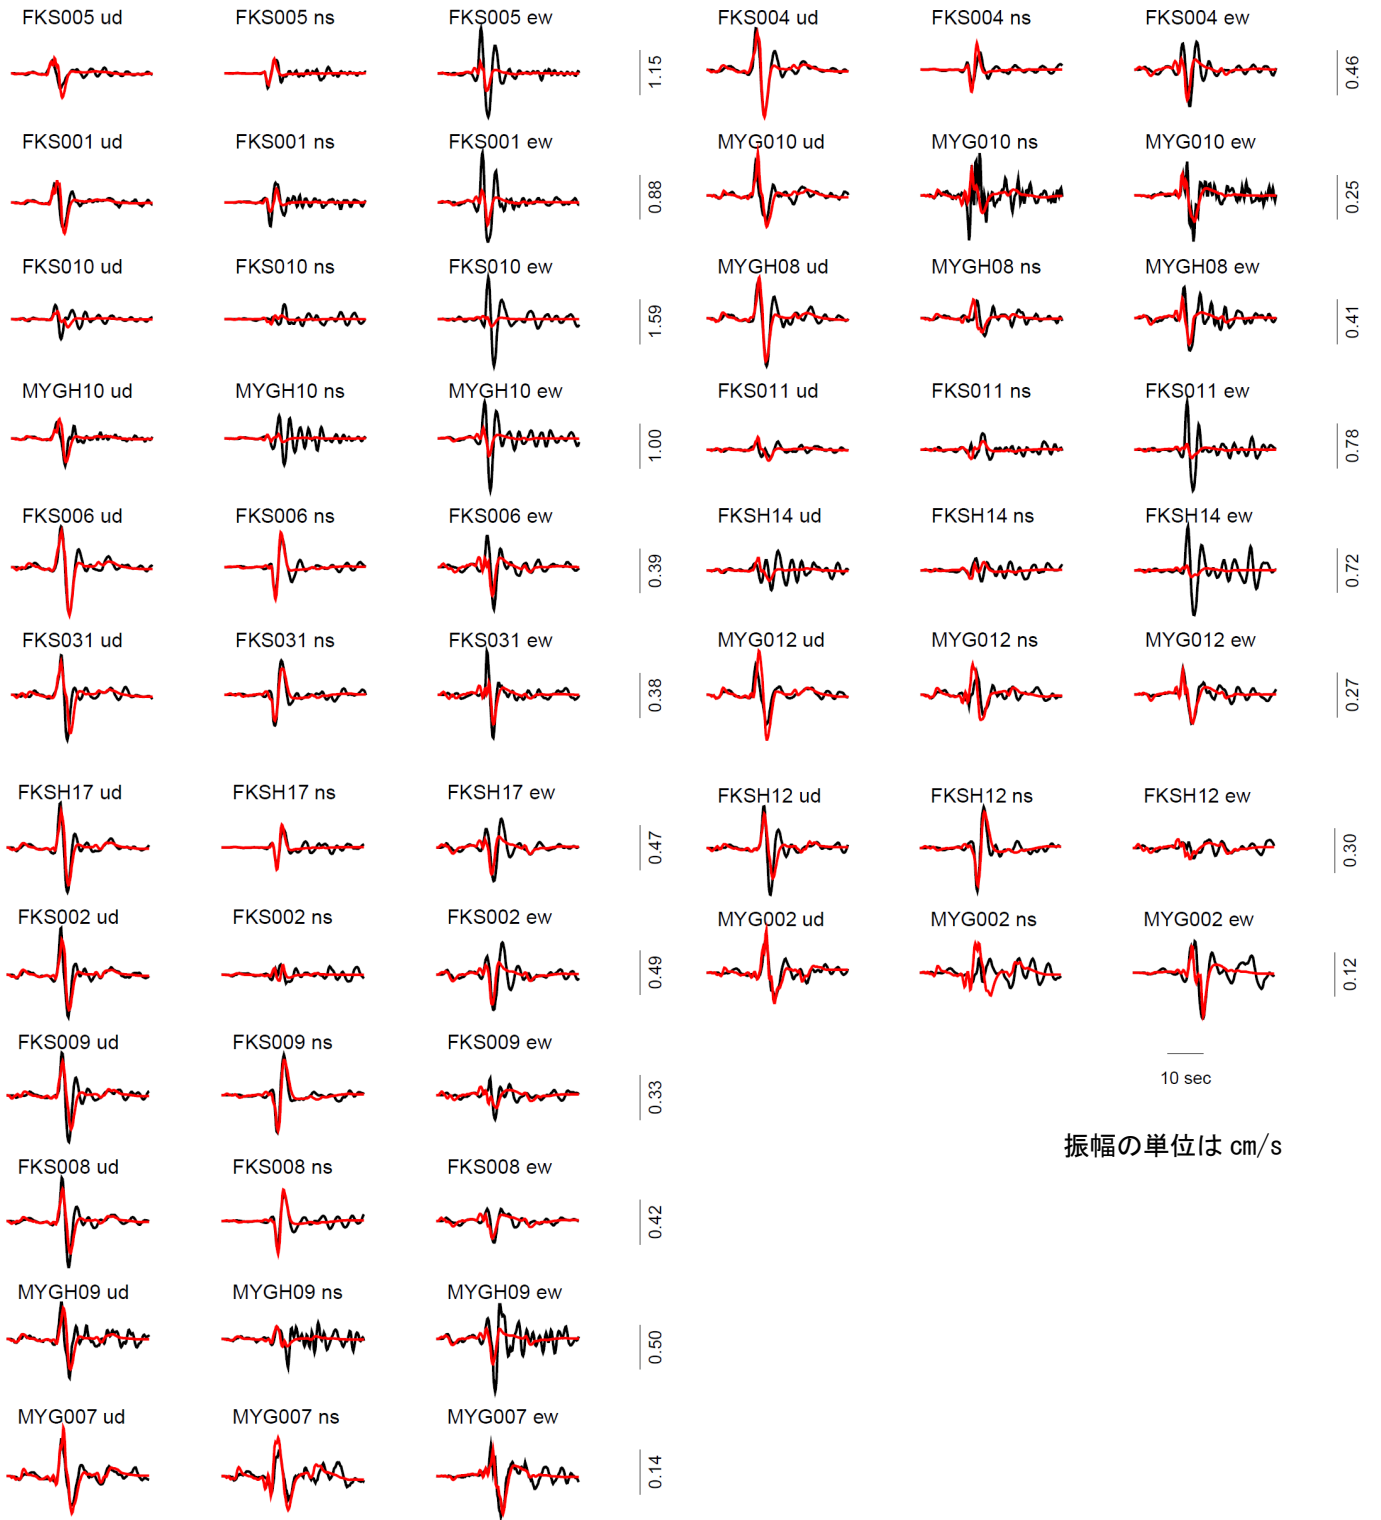 FKS005 ud FKS005 ns FKS005 ew 1.15
FKS001 ud FKS001 ns FKS001 ew 0.88
FKS010 ud FKS010 ns FKS010 ew 1.59
MYGH10 ud MYGH10 ns MYGH10 ew 1.00
FKS006 ud FKS006 ns FKS006 ew 0.39
FKS031 ud FKS031 ns FKS031 ew 0.38
FKSH17 ud FKSH17 ns FKSH17 ew 0.47
FKS002 ud FKS002 ns FKS002 ew 0.49
FKS009 ud FKS009 ns FKS009 ew 0.33
FKS008 ud FKS008 ns FKS008 ew 0.42
MYGH09 ud MYGH09 ns MYGH09 ew 0.50
MYG007 ud MYG007 ns MYG007 ew 0.14
FKS004 ud FKS004 ns FKS004 ew 0.46
MYG010 ud MYG010 ns MYG010 ew 0.25
MYGH08 ud MYGH08 ns MYGH08 ew 0.41
FKS011 ud FKS011 ns FKS011 ew 0.78
FKSH14 ud FKSH14 ns FKSH14 ew 0.72
MYG012 ud MYG012 ns MYG012 ew 0.27
FKSH12 ud FKSH12 ns FKSH12 ew 0.30
MYG002 ud MYG002 ns MYG002 ew 0.12
10 sec
振幅の単位は cm/s